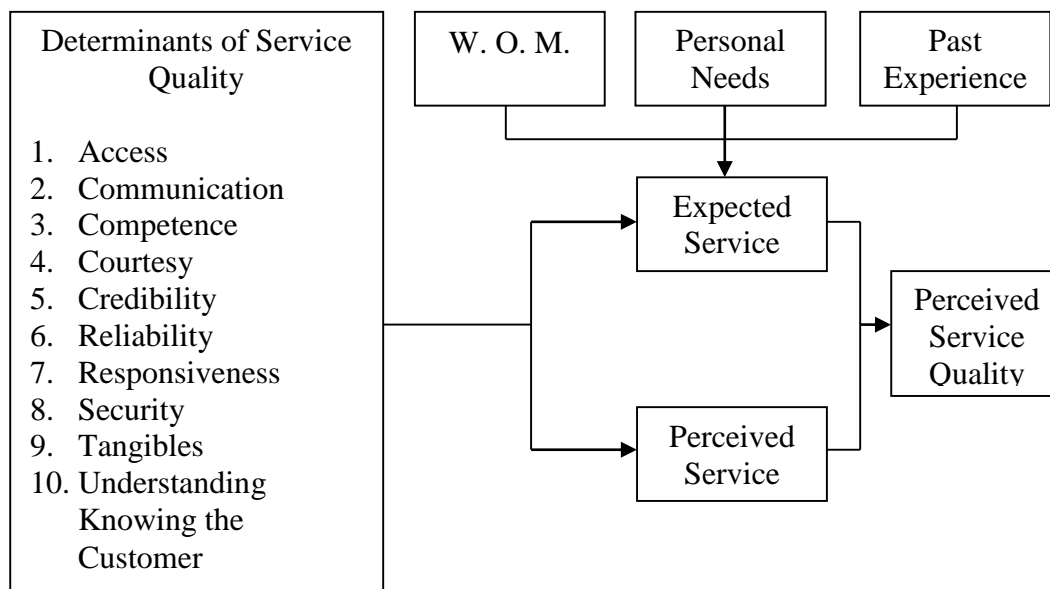 Determinants of Service
Quality
1. Access
2. Communication
3. Competence
4. Courtesy
5. Credibility
6. Reliability
7. Responsiveness
8. Security
9. Tangibles
10. Understanding
Knowing the
Customer
W. O. M.
Personal
Needs
Past
Experience
Expected
Service
Perceived
Service
Perceived
Service
Quality